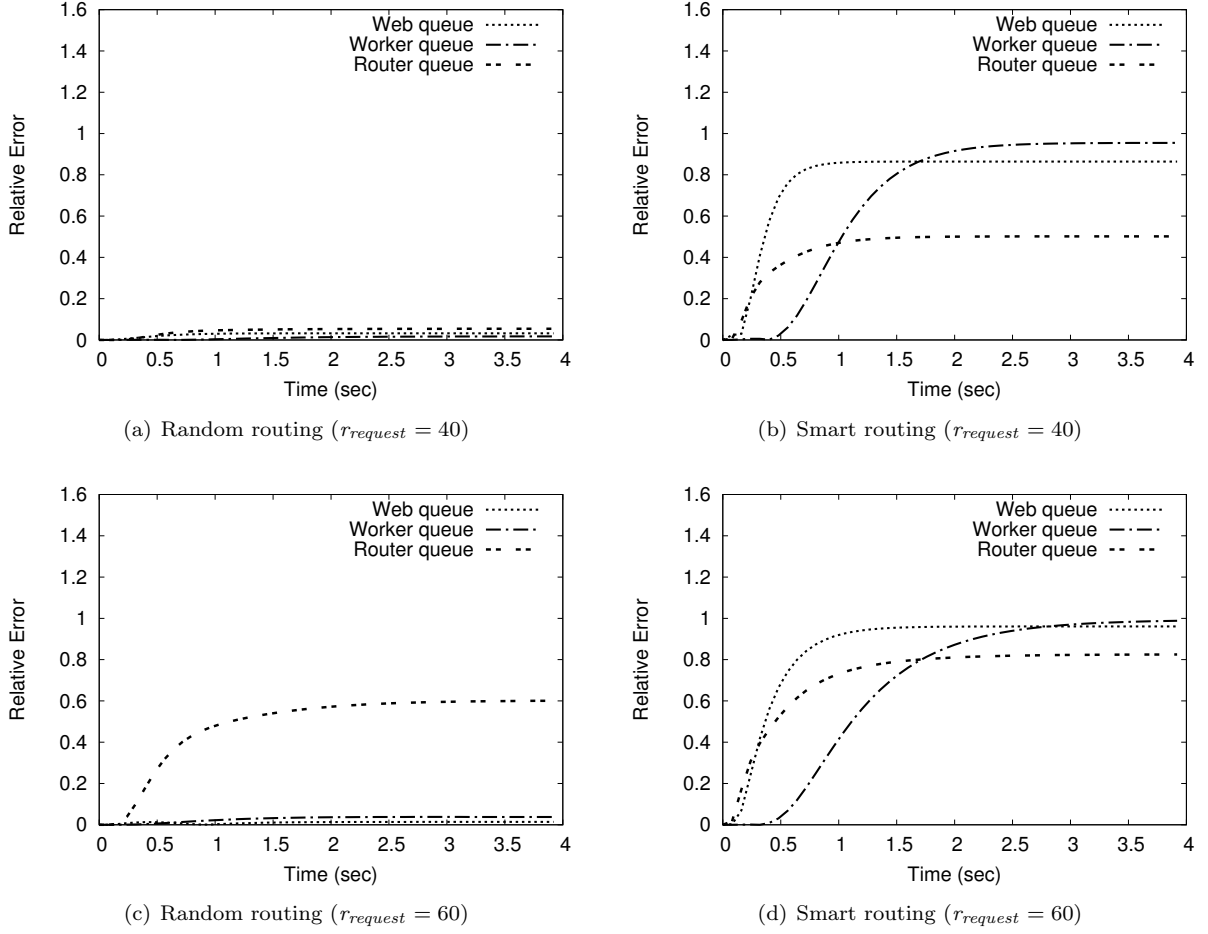 1.6
1.4
1.2
1
0.8
0.6
0.4
0.2
0
0 0.5 1 1.5 2 2.5 3 3.5 4
Relative Error
Time (sec)
Web queue
Worker queue
Router queue
(a) Random routing (r_request = 40)
1.6
1.4
1.2
1
0.8
0.6
0.4
0.2
0
0 0.5 1 1.5 2 2.5 3 3.5 4
Relative Error
Time (sec)
Web queue
Worker queue
Router queue
(b) Smart routing (r_request = 40)
1.6
1.4
1.2
1
0.8
0.6
0.4
0.2
0
0 0.5 1 1.5 2 2.5 3 3.5 4
Relative Error
Time (sec)
Web queue
Worker queue
Router queue
(c) Random routing (r_request = 60)
1.6
1.4
1.2
1
0.8
0.6
0.4
0.2
0
0 0.5 1 1.5 2 2.5 3 3.5 4
Relative Error
Time (sec)
Web queue
Worker queue
Router queue
(d) Smart routing (r_request = 60)